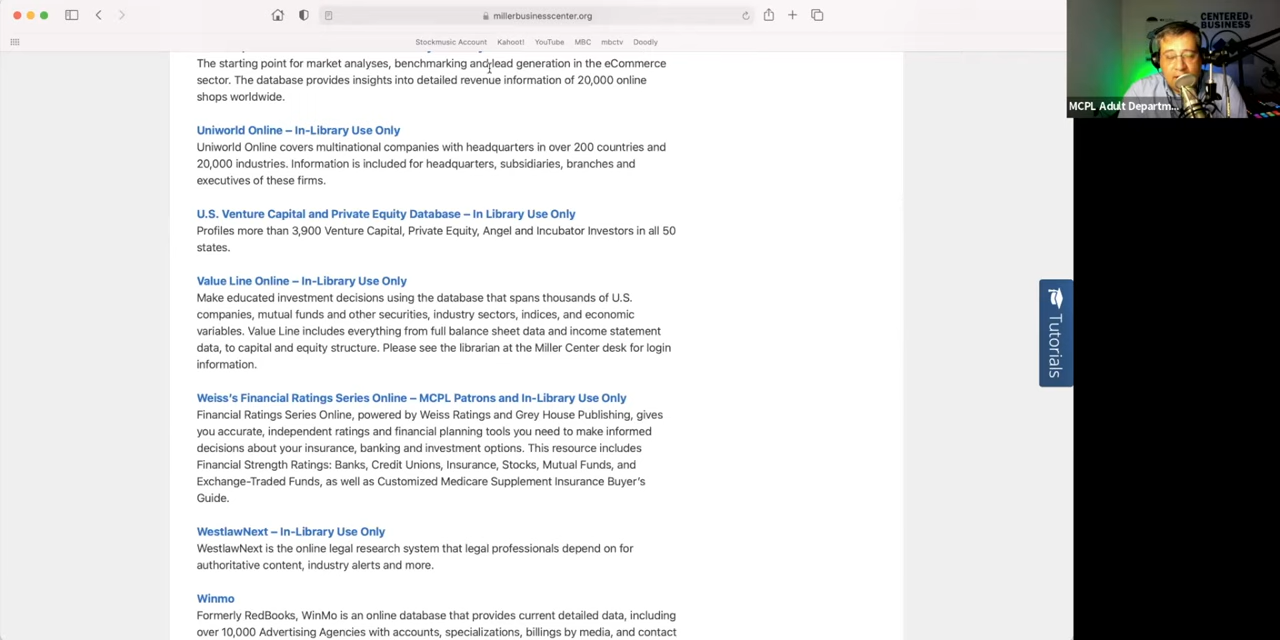 millerbusinesscenter.org
Stockmusic Account Kahoot! YouTube MBC mbctv Doodly
CENTERED
BUSINESS
MCPL Adult Departm...
The starting point for market analyses, benchmarking and lead generation in the eCommerce
sector. The database provides insights into detailed revenue information of 20,000 online
shops worldwide.
Uniworld Online – In-Library Use Only
Uniworld Online covers multinational companies with headquarters in over 200 countries and
20,000 industries. Information is included for headquarters, subsidiaries, branches and
executives of these firms.
U.S. Venture Capital and Private Equity Database – In Library Use Only
Profiles more than 3,900 Venture Capital, Private Equity, Angel and Incubator Investors in all 50
states.
Value Line Online – In-Library Use Only
Make educated investment decisions using the database that spans thousands of U.S.
companies, mutual funds and other securities, industry sectors, indices, and economic
variables. Value Line includes everything from full balance sheet data and income statement
data, to capital and equity structure. Please see the librarian at the Miller Center desk for login
information.
Weiss's Financial Ratings Series Online – MCPL Patrons and In-Library Use Only
Financial Ratings Series Online, powered by Weiss Ratings and Grey House Publishing, gives
you accurate, independent ratings and financial planning tools you need to make informed
decisions about your insurance, banking and investment options. This resource includes
Financial Strength Ratings: Banks, Credit Unions, Insurance, Stocks, Mutual Funds, and
Exchange-Traded Funds, as well as Customized Medicare Supplement Insurance Buyer's
Guide.
WestlawNext – In-Library Use Only
WestlawNext is the online legal research system that legal professionals depend on for
authoritative content, industry alerts and more.
Winmo
Formerly RedBooks, WinMo is an online database that provides current detailed data, including
over 10,000 Advertising Agencies with accounts, specializations, billings by media, and contact
Tutorials